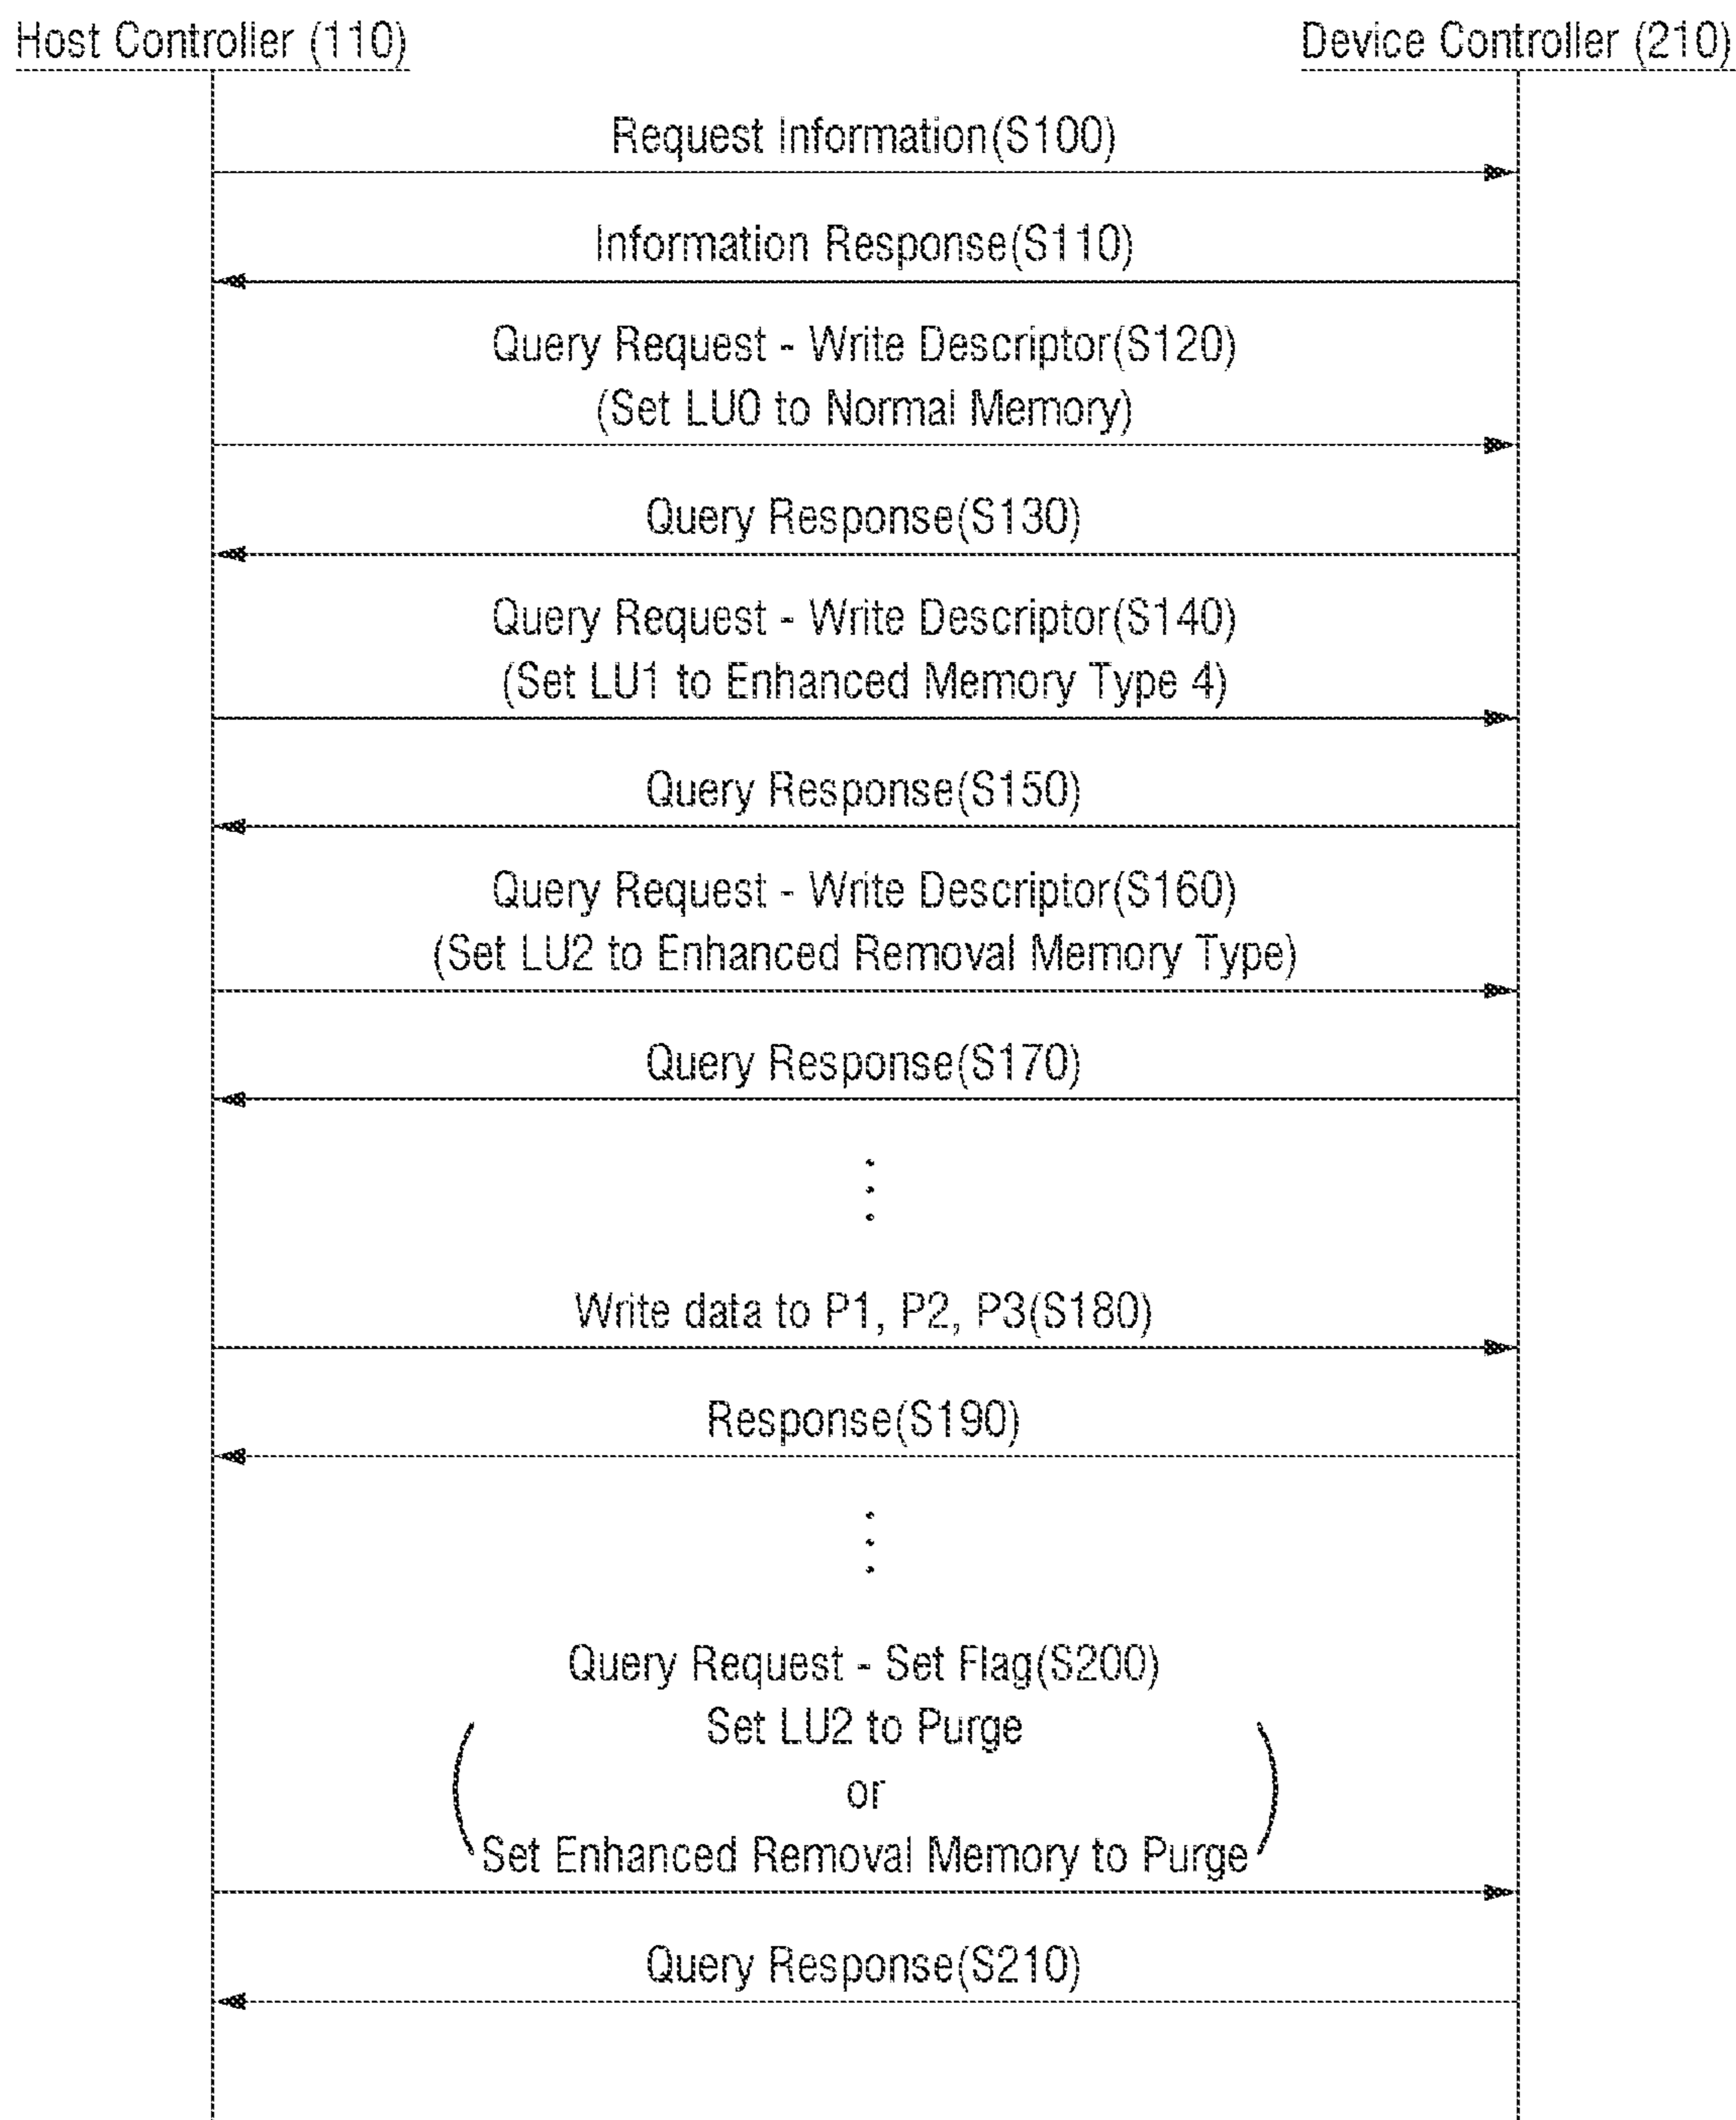 Host Controller (110)
Device Controller (210)
Request Information(S100)
Information Response(S110)
Query Request - Write Descriptor(S120)
(Set LU0 to Normal Memory)
Query Response(S130)
Query Request - Write Descriptor(S140)
(Set LU1 to Enhanced Memory Type 4)
Query Response(S150)
Query Request - Write Descriptor(S160)
(Set LU2 to Enhanced Removal Memory Type)
Query Response(S170)
Write data to P1, P2, P3(S180)
Response(S190)
Query Request - Set Flag(S200)
(Set LU2 to Purge
or
Set Enhanced Removal Memory to Purge)
Query Response(S210)